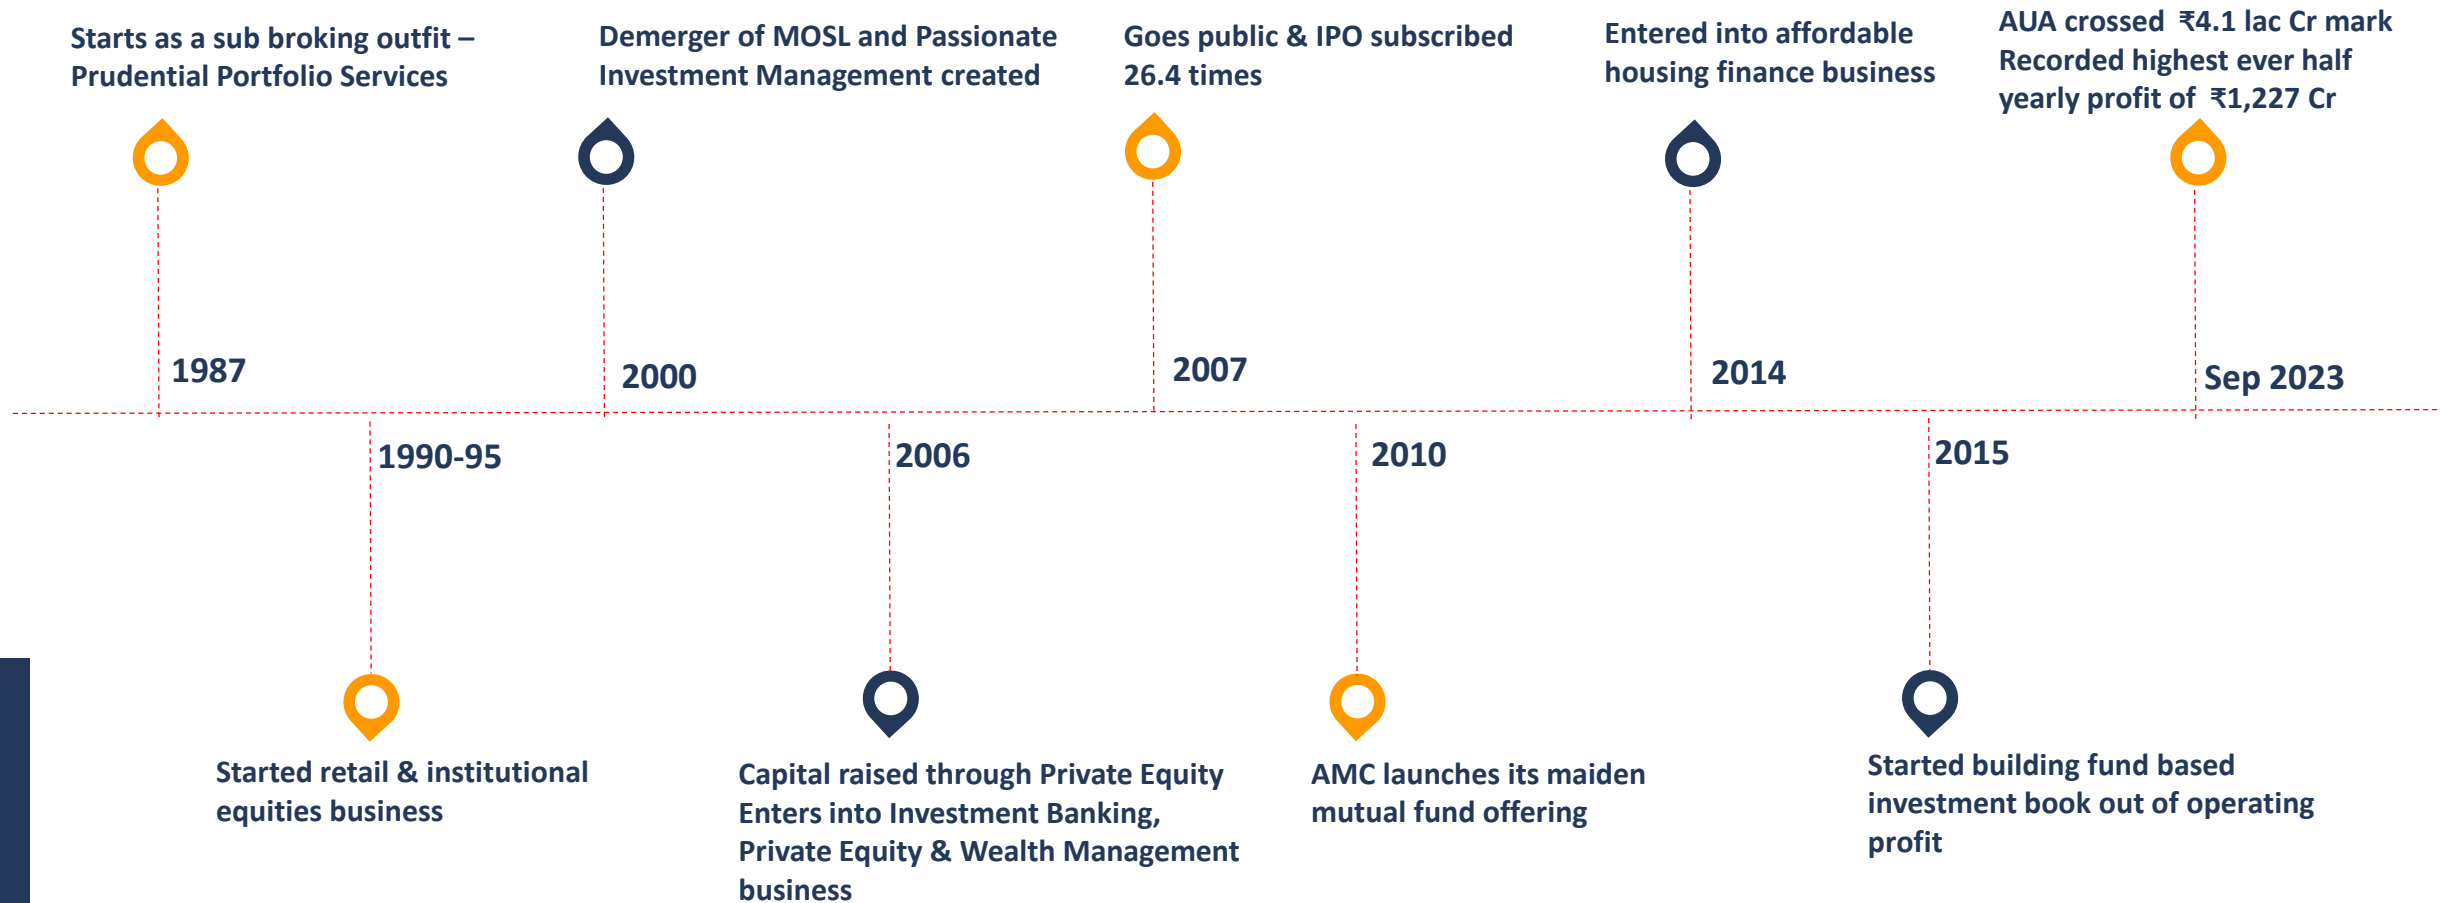 Starts as a sub broking outfit –
Prudential Portfolio Services
Demerger of MOSL and Passionate
Investment Management created
Goes public & IPO subscribed
26.4 times
Entered into affordable
housing finance business
AUA crossed ₹4.1 lac Cr mark
Recorded highest ever half
yearly profit of ₹1,227 Cr
1987
2000
2007
2014
Sep 2023
1990-95
2006
2010
2015
Started retail & institutional
equities business
Capital raised through Private Equity
Enters into Investment Banking,
Private Equity & Wealth Management
business
AMC launches its maiden
mutual fund offering
Started building fund based
investment book out of operating
profit